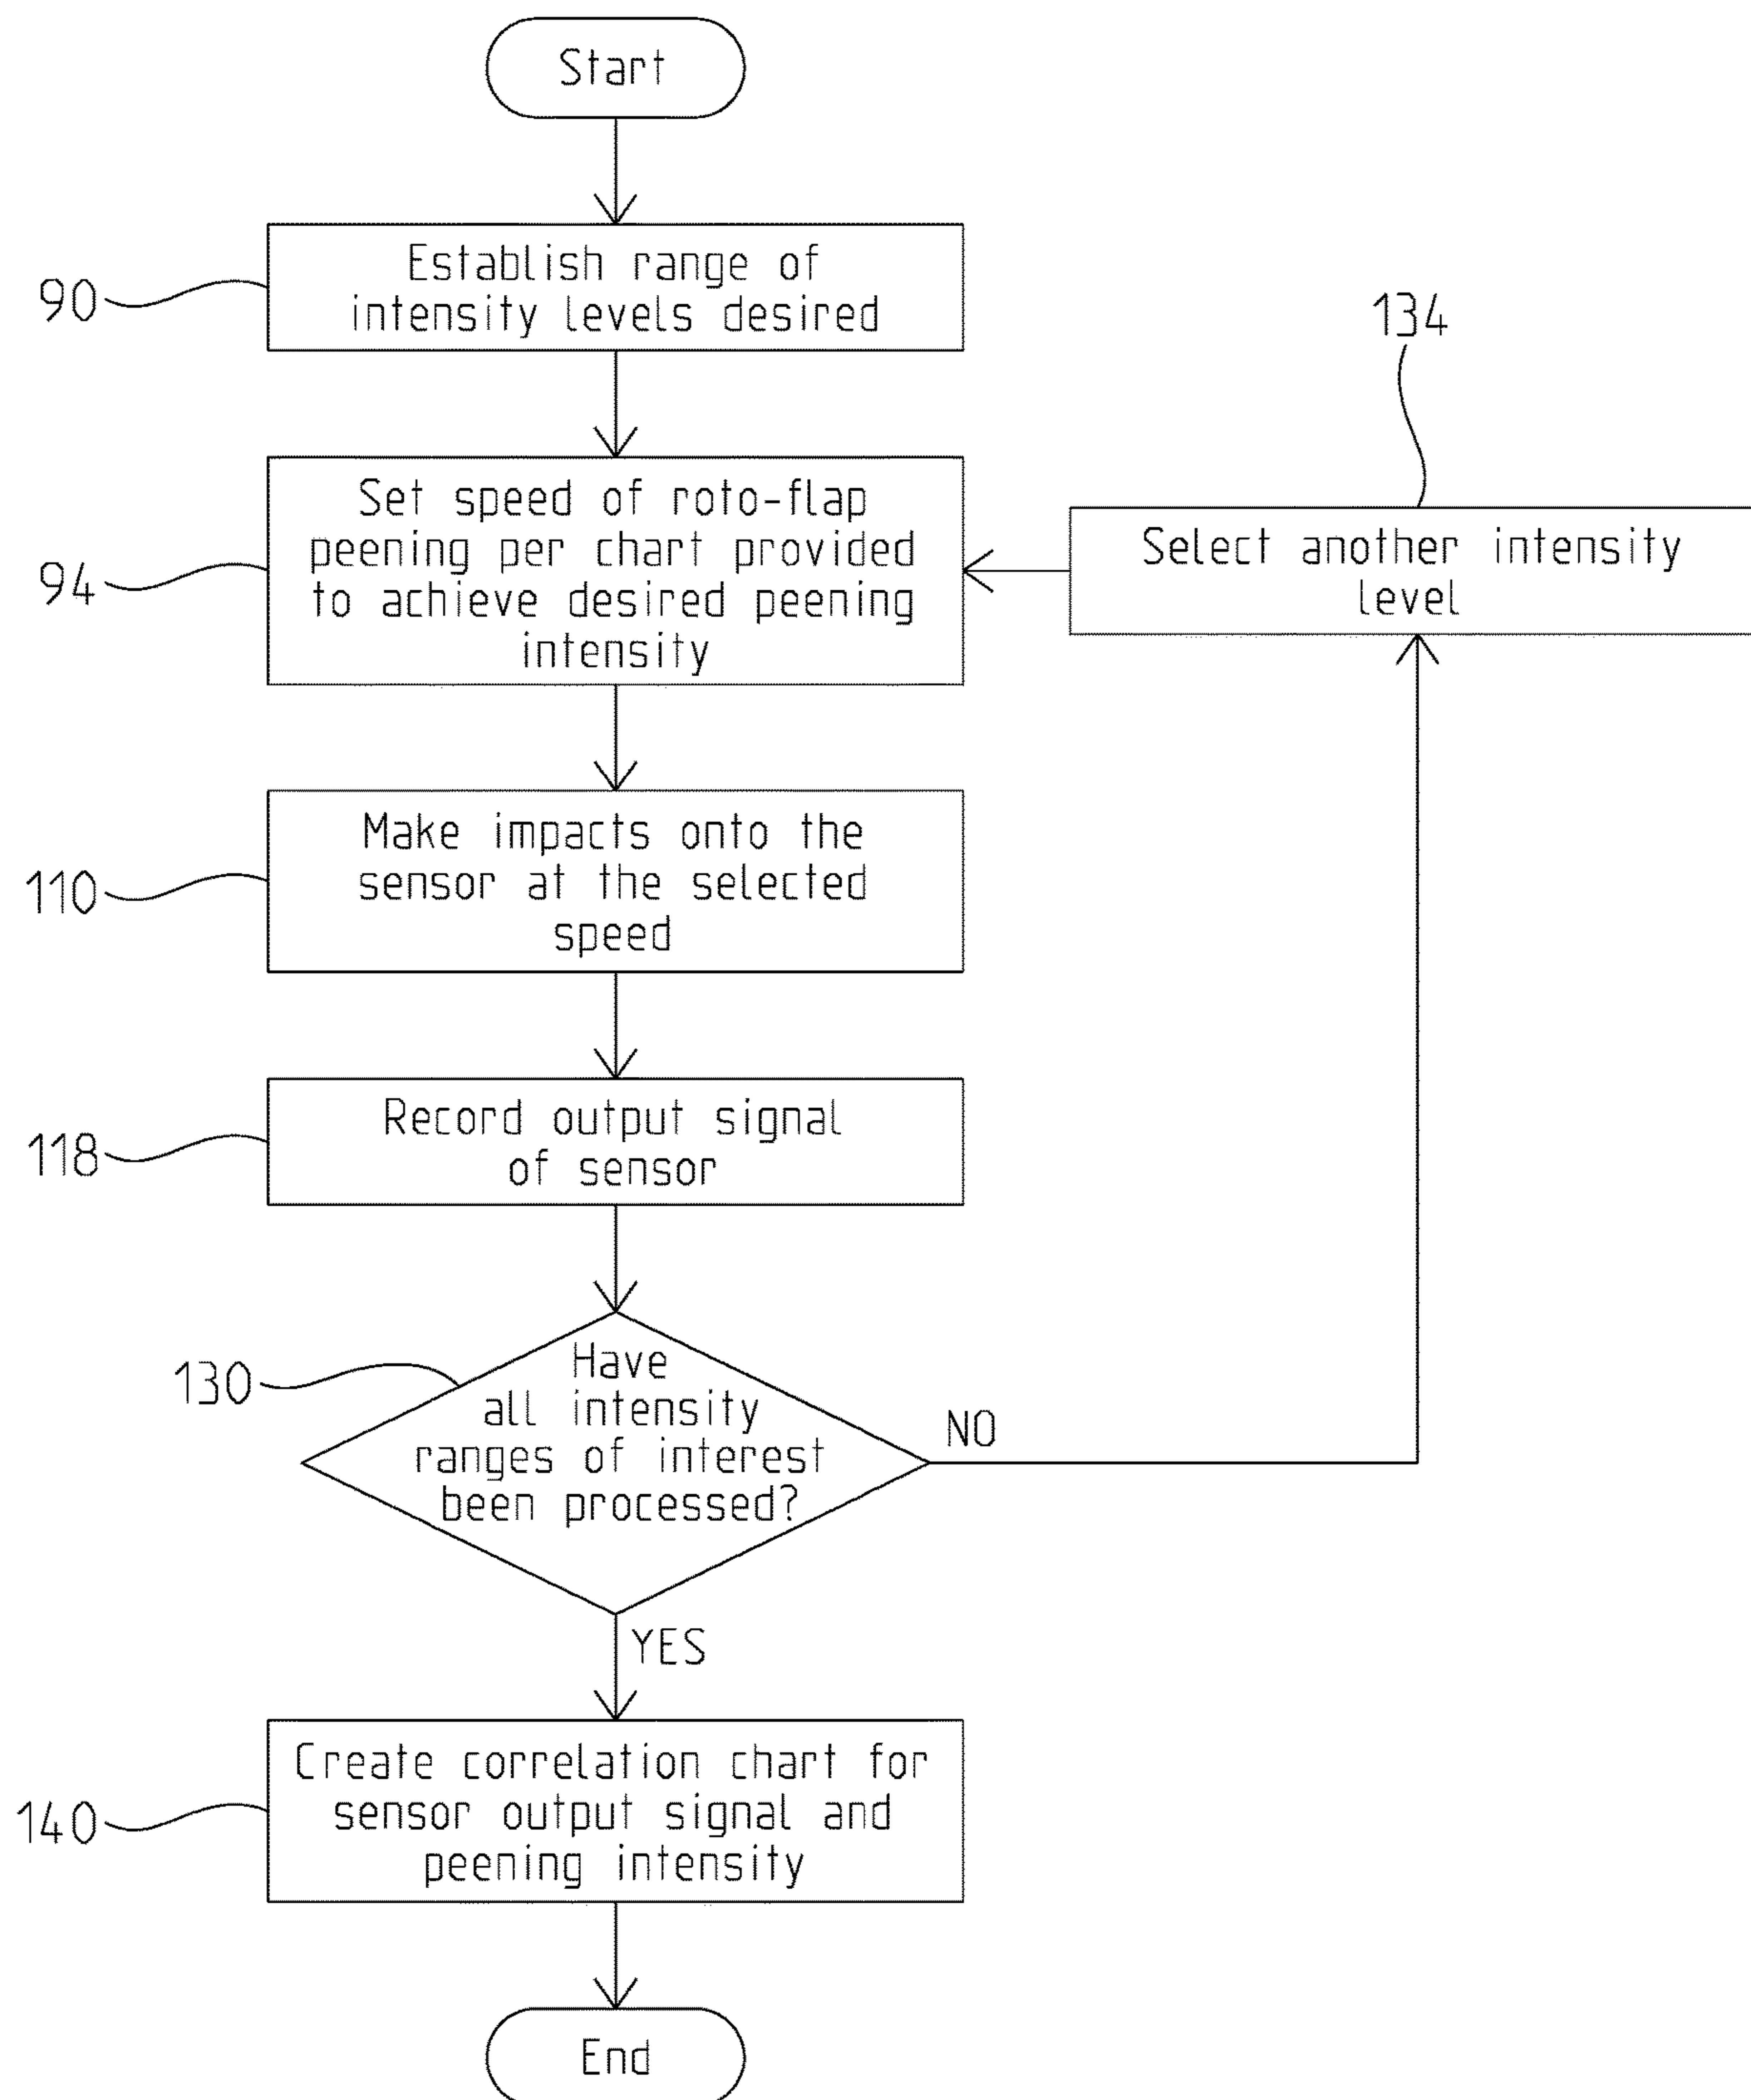 Start
90
Establish range of
intensity levels desired
134
94
Set speed of roto-flap
peening per chart provided
to achieve desired peening
intensity
Select another intensity
level
110
Make impacts onto the
sensor at the selected
speed
118
Record output signal
of sensor
130
Have
all intensity
ranges of interest
been processed?
NO
YES
140
Create correlation chart for
sensor output signal and
peening intensity
End